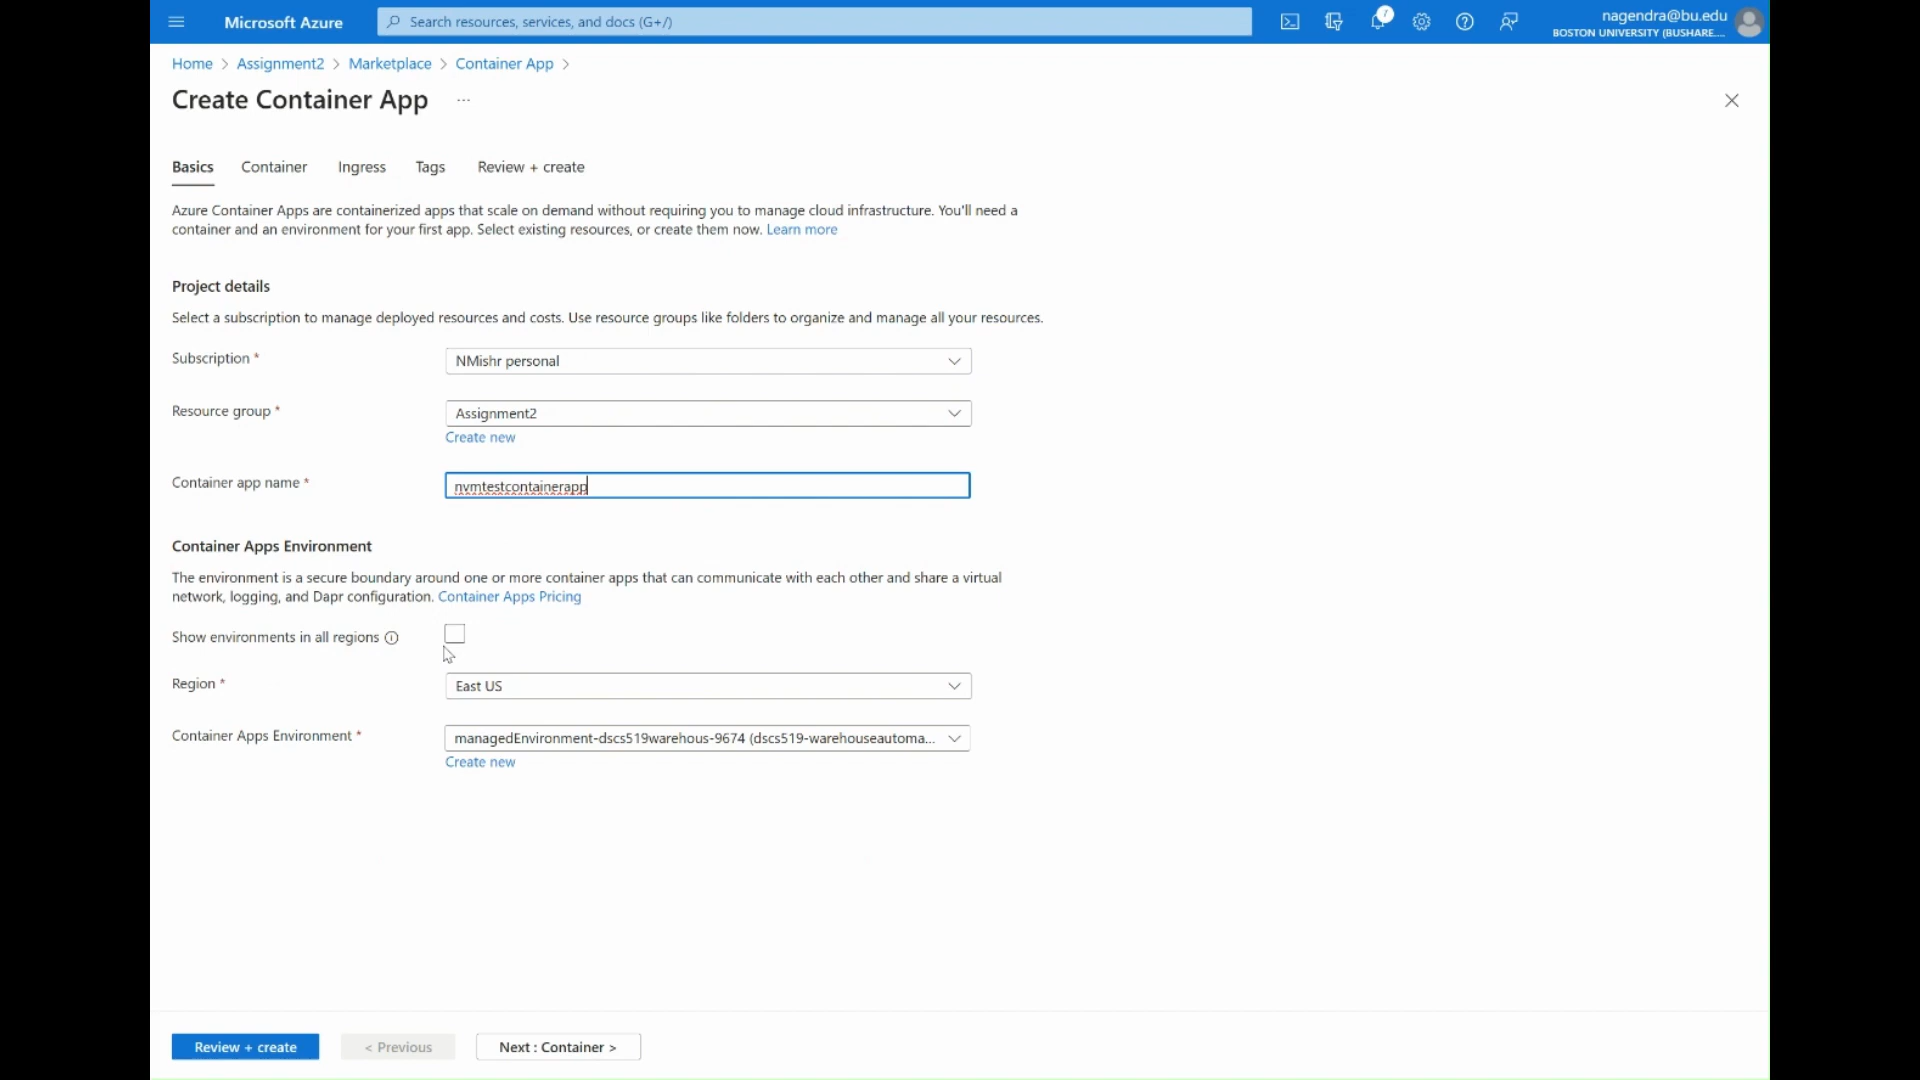 Microsoft Azure
Search resources, services, and docs (G+/)
nagendra@bu.edu
BOSTON UNIVERSITY (BUSHARE....
Home > Assignment2 > Marketplace > Container App >
Create Container App ...
Basics Container Ingress Tags Review + create
Azure Container Apps are containerized apps that scale on demand without requiring you to manage cloud infrastructure. You'll need a
container and an environment for your first app. Select existing resources, or create them now. Learn more
Project details
Select a subscription to manage deployed resources and costs. Use resource groups like folders to organize and manage all your resources.
Subscription *
NMishr personal
Resource group *
Assignment2
Create new
Container app name *
nvmtestcontainerapp
Container Apps Environment
The environment is a secure boundary around one or more container apps that can communicate with each other and share a virtual
network, logging, and Dapr configuration. Container Apps Pricing
Show environments in all regions
Region *
East US
Container Apps Environment *
managedEnvironment-dscs519warehous-9674 (dscs519-warehouseautoma...
Create new
Review + create
< Previous
Next : Container >